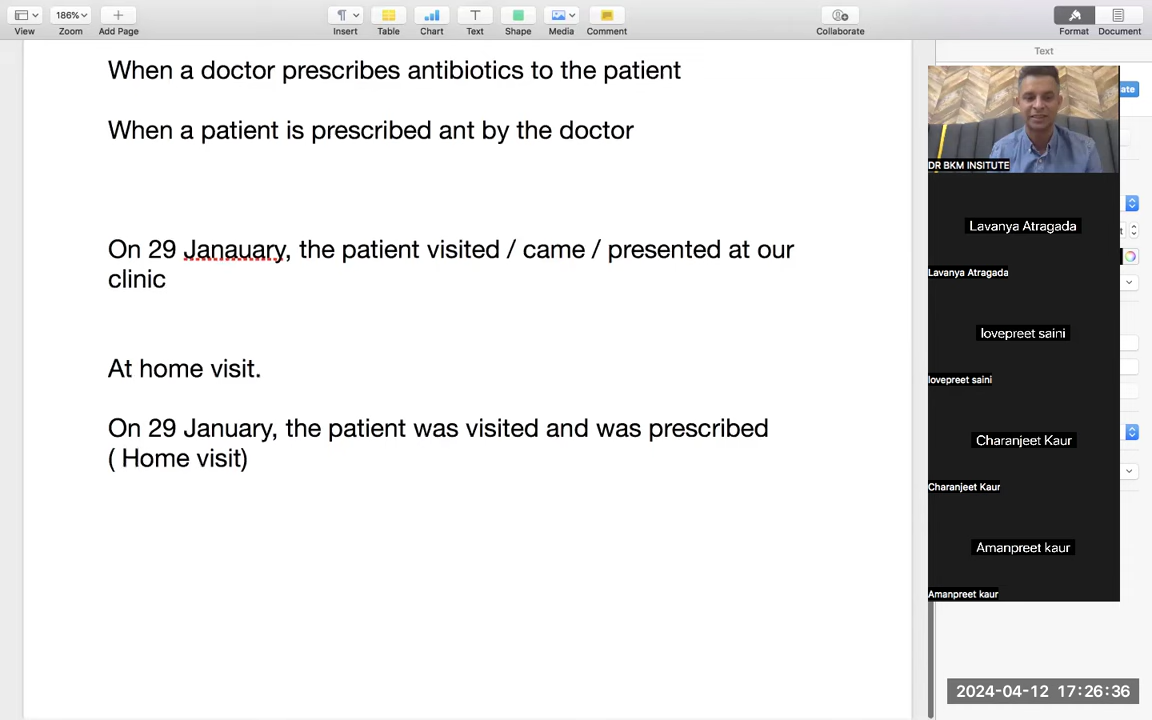 186%
View
Zoom
Add Page
Insert
Table
Chart
Text
Shape
Media
Comment
Collaborate
Format
Document
Text
When a doctor prescribes antibiotics to the patient
When a patient is prescribed ant by the doctor
On 29 Janauary, the patient visited / came / presented at our
clinic
At home visit.
On 29 January, the patient was visited and was prescribed
( Home visit)
ate
DR BKM INSITUTE
Lavanya Atragada
Lavanya Atragada
lovepreet saini
lovepreet saini
Charanjeet Kaur
Charanjeet Kaur
Amanpreet kaur
Amanpreet kaur
2024-04-12 17:26:36